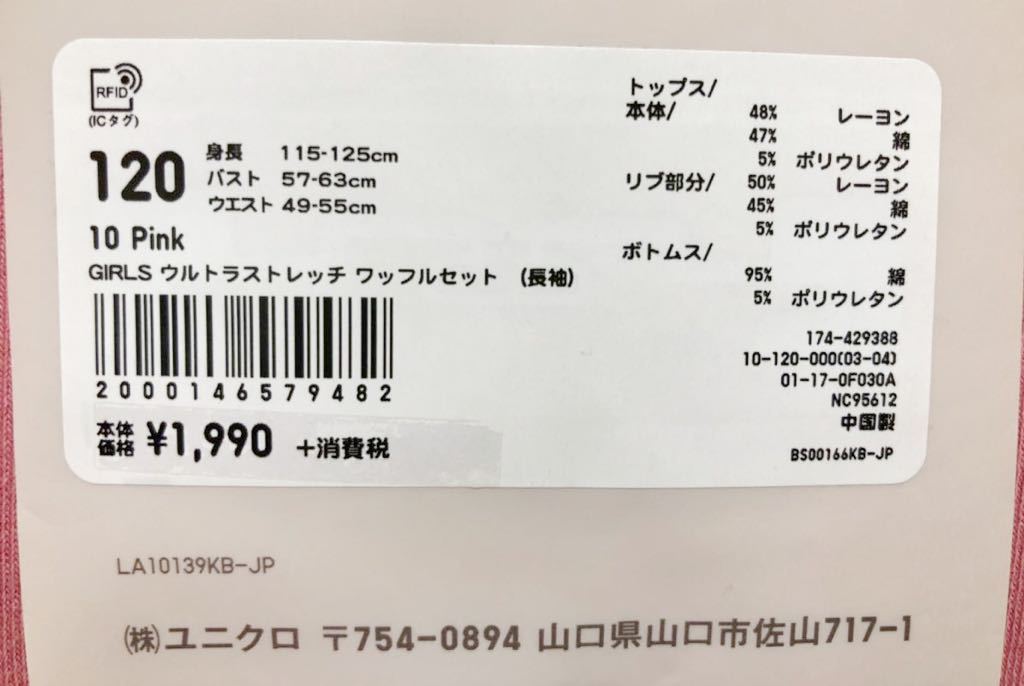 RFID
(ICタグ)
120
身長 115-125cm
バスト 57-63cm
ウエスト 49-55cm
10 Pink
GIRLS ウルトラストレッチ ワッフルセット (長袖)
2000146579482
本体価格 ¥1,990 +消費税
トップス/
本体/ 48% レーヨン
47% 綿
5% ポリウレタン
リブ部分/ 50% レーヨン
45% 綿
5% ポリウレタン
ボトムス/
95% 綿
5% ポリウレタン
174-429388
10-120-000(03-04)
01-17-0F030A
NC95612
中国製
BS00166KB-JP
LA10139KB-JP
(株)ユニクロ 〒754-0894 山口県山口市佐山717-1